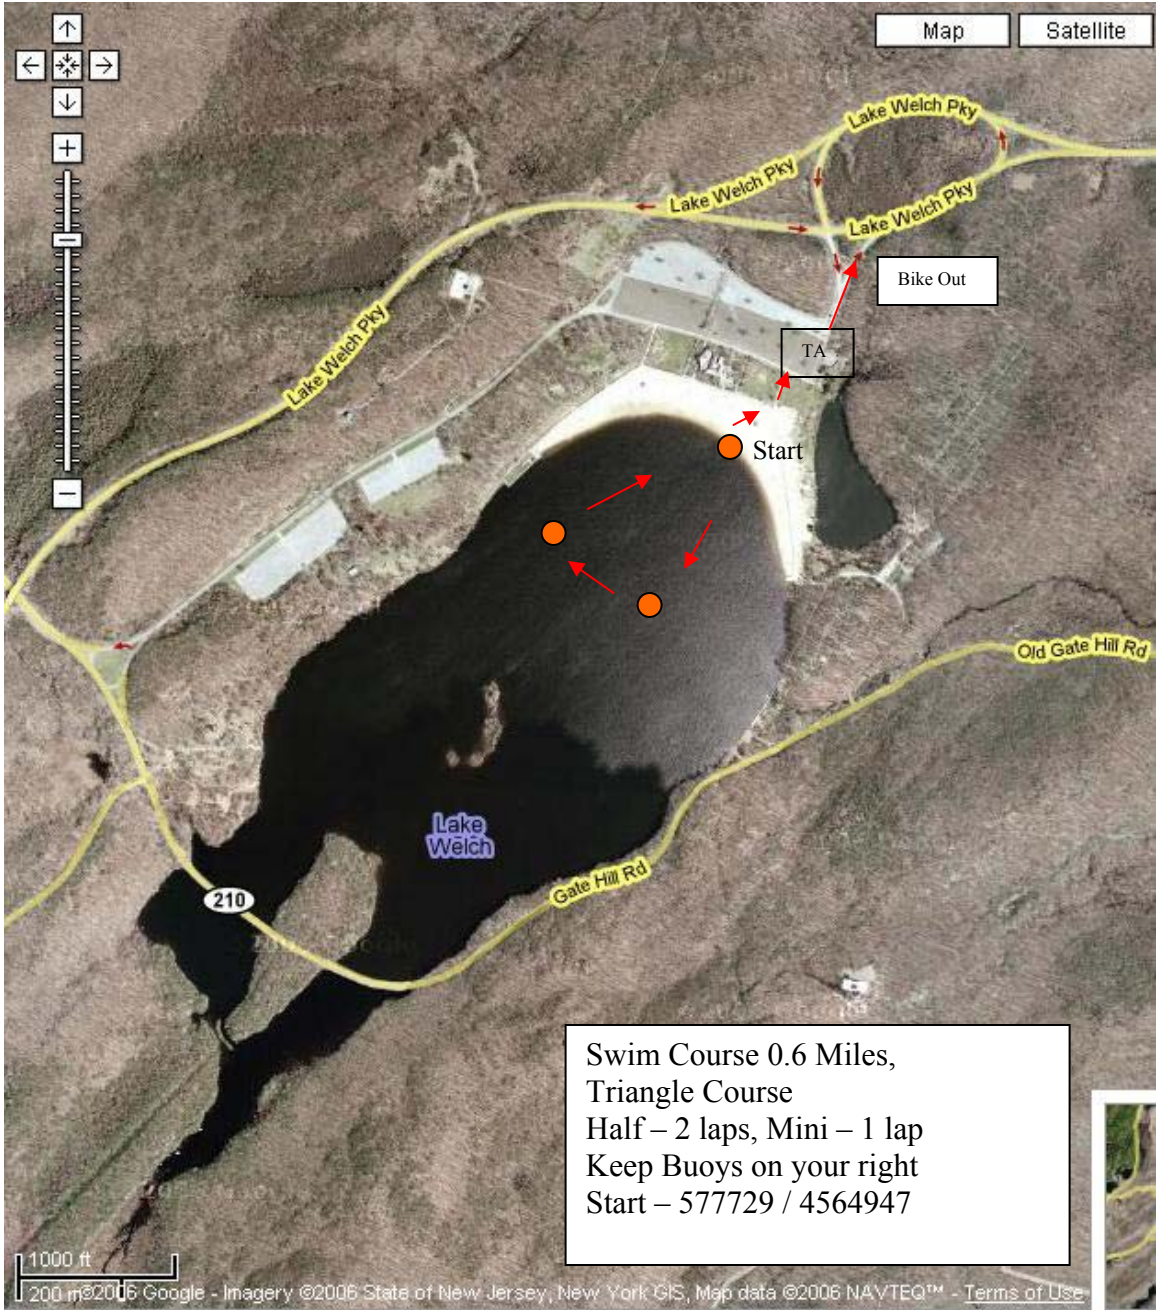 Map
Satellite
Lake Welch Pky
Lake Welch Pky
Lake Welch Pky
Lake Welch Pky
Bike Out
TA
Start
Old Gate Hill Rd
Lake
Welch
Gate Hill Rd
210
Swim Course 0.6 Miles,
Triangle Course
Half – 2 laps, Mini – 1 lap
Keep Buoys on your right
Start – 577729 / 4564947
1000 ft
200 m
©2006 Google - Imagery ©2006 State of New Jersey, New York GIS, Map data ©2006 NAVTEQ™ - Terms of Use